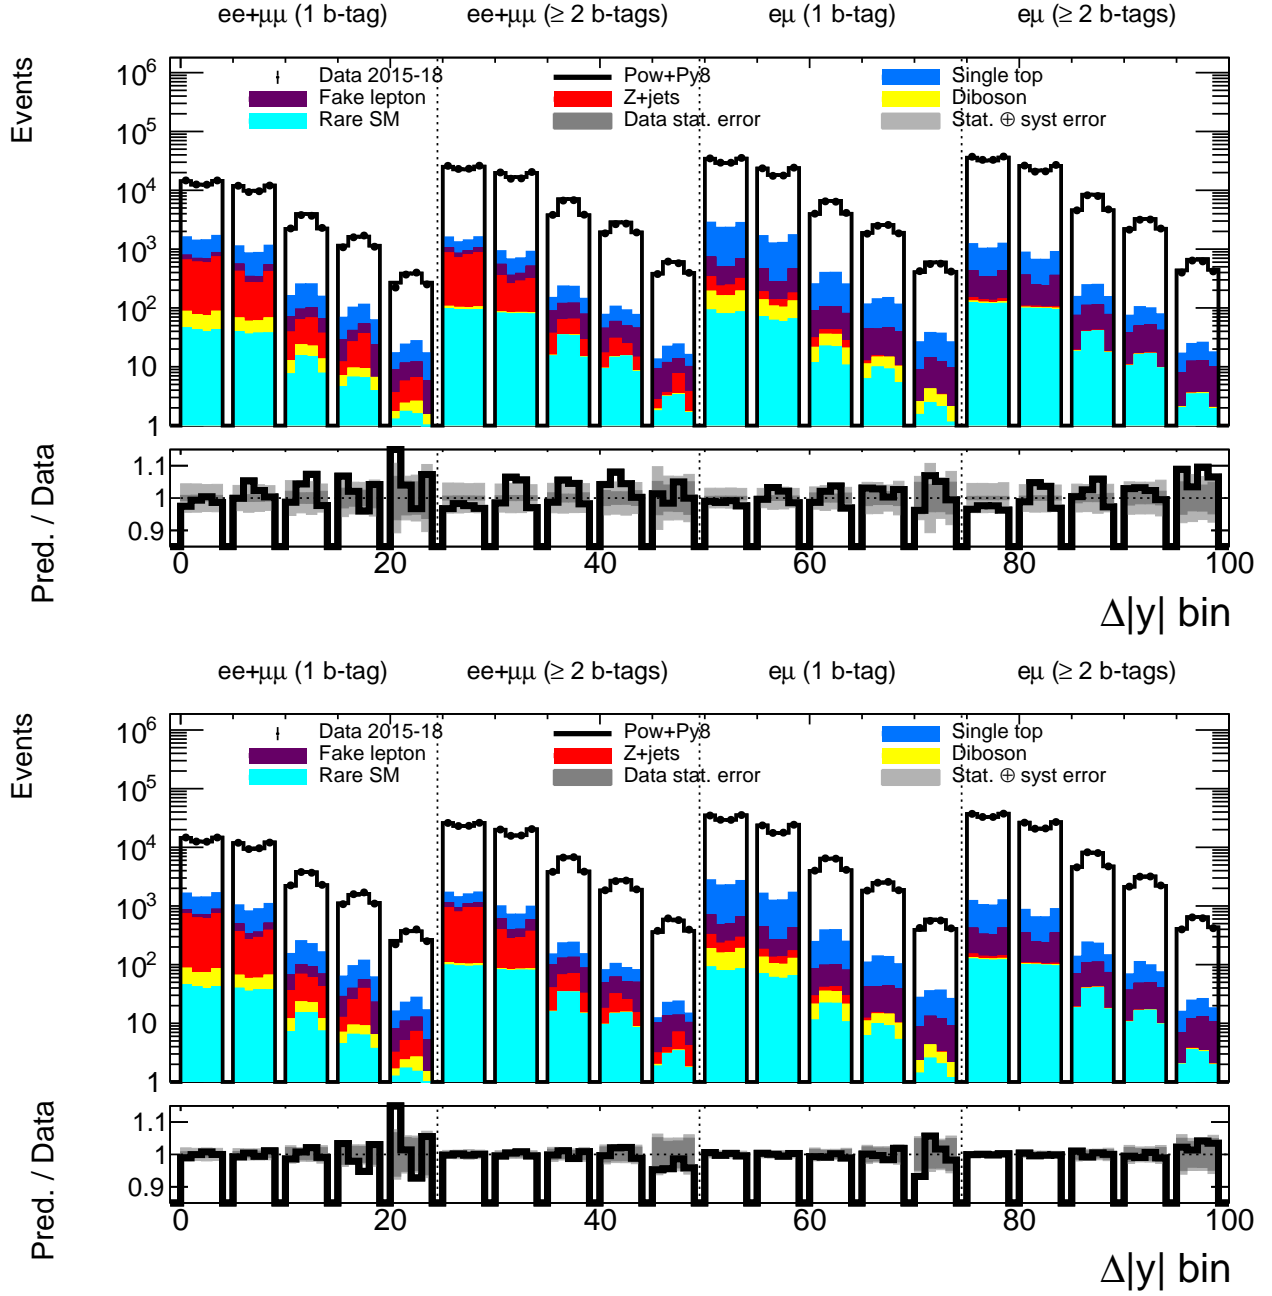 ee+μμ (1 b-tag) ee+μμ (≥ 2 b-tags) eμ (1 b-tag) eμ (≥ 2 b-tags)
Events
10^6
10^5
10^4
10^3
10^2
10
1
Data 2015-18 Pow+Py8 Single top
Fake lepton Z+jets Diboson
Rare SM Data stat. error Stat. ⊕ syst error
Pred. / Data
1.1
1
0.9
0 20 40 60 80 100
Δ|y| bin
ee+μμ (1 b-tag) ee+μμ (≥ 2 b-tags) eμ (1 b-tag) eμ (≥ 2 b-tags)
Events
10^6
10^5
10^4
10^3
10^2
10
1
Data 2015-18 Pow+Py8 Single top
Fake lepton Z+jets Diboson
Rare SM Data stat. error Stat. ⊕ syst error
Pred. / Data
1.1
1
0.9
0 20 40 60 80 100
Δ|y| bin